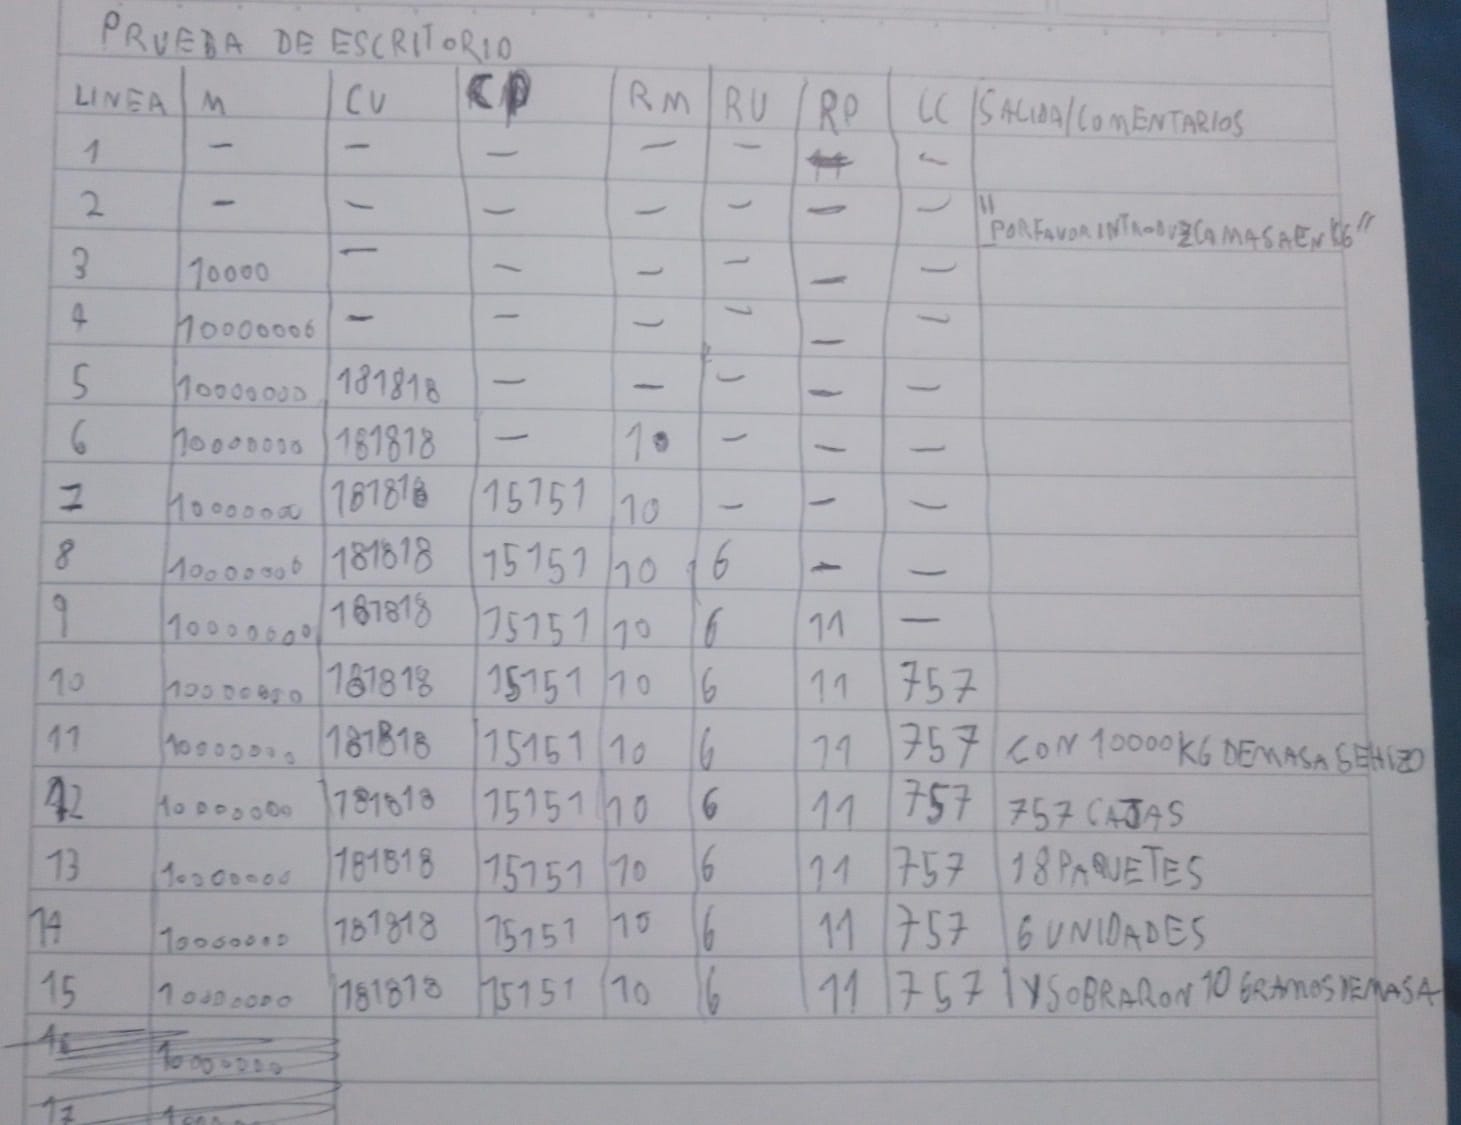 PRUEBA DE ESCRITORIO
LINEA M CU CP RM RU RP CC SALIDA/COMENTARIOS
1 - - - - - -
2 - - - - - - - "PORFAVOR INTRODUZCA MASA EN KG"
3 10000 - - - - - -
4 10000000 - - - - - -
5 10000000 181818 - - - - -
6 10000000 181818 - 10 - - -
7 10000000 181818 15151 10 - - -
8 10000000 181818 15151 10 6 - -
9 10000000 181818 15151 10 6 11 -
10 10000000 181818 15151 10 6 11 757
11 10000000 181818 15151 10 6 11 757 CON 10000KG DE MASA SE HIZO
12 10000000 181818 15151 10 6 11 757 757 CAJAS
13 10000000 181818 15151 10 6 11 757 18 PAQUETES
14 10000000 181818 15151 10 6 11 757 6 UNIDADES
15 10000000 181818 15151 10 6 11 757 Y SOBRARON 10 GRAMOS DE MASA
10000000
17